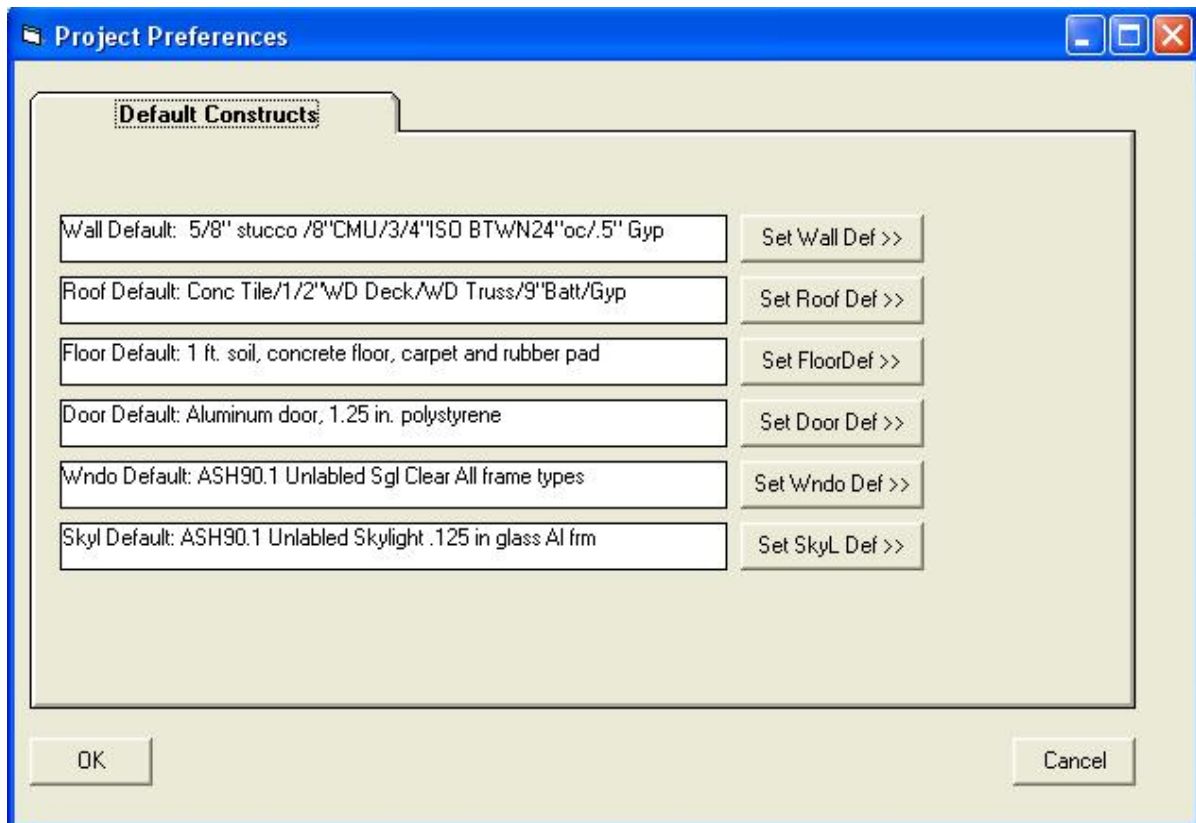 Project Preferences
Default Constructs
Wall Default:  5/8" stucco /8"CMU/3/4"ISO BTWN24"oc/.5" Gyp
Set Wall Def >>
Roof Default: Conc Tile/1/2"WD Deck/WD Truss/9"Batt/Gyp
Set Roof Def >>
Floor Default: 1 ft. soil, concrete floor, carpet and rubber pad
Set FloorDef >>
Door Default: Aluminum door, 1.25 in. polystyrene
Set Door Def >>
Wndo Default: ASH90.1 Unlabled Sgl Clear All frame types
Set Wndo Def >>
Skyl Default: ASH90.1 Unlabled Skylight .125 in glass Al frm
Set SkyL Def >>
OK
Cancel